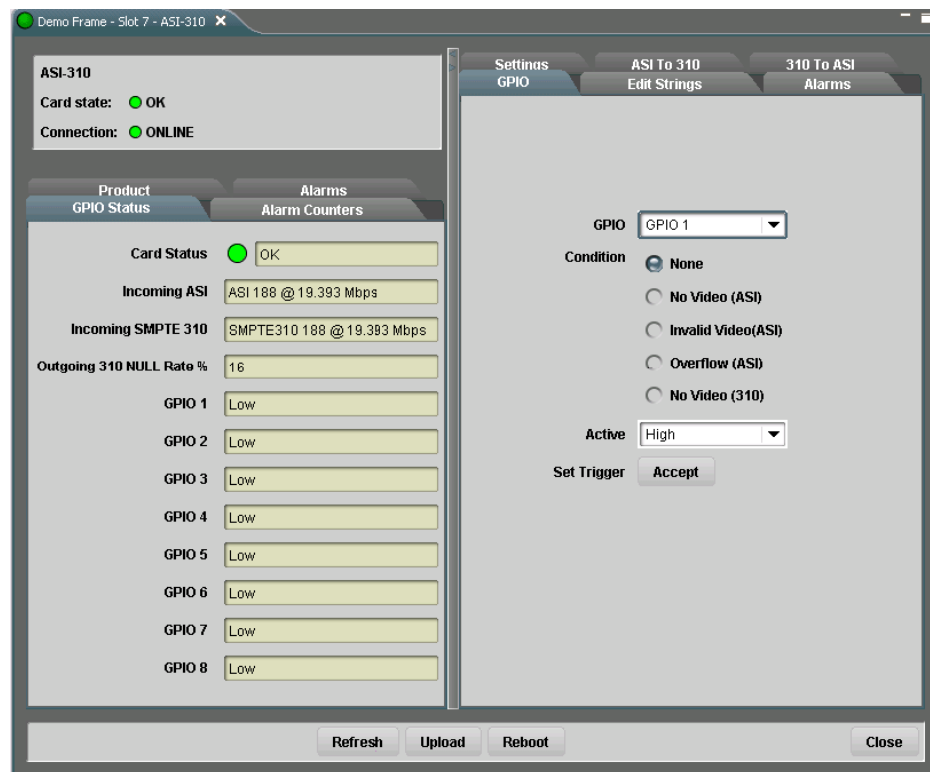 Demo Frame - Slot 7 - ASI-310
ASI-310
Card state: OK
Connection: ONLINE
Product Alarms
GPIO Status Alarm Counters
Card Status OK
Incoming ASI ASI 188 @ 19.393 Mbps
Incoming SMPTE 310 SMPTE310 188 @ 19.393 Mbps
Outgoing 310 NULL Rate % 16
GPIO 1 Low
GPIO 2 Low
GPIO 3 Low
GPIO 4 Low
GPIO 5 Low
GPIO 6 Low
GPIO 7 Low
GPIO 8 Low
Settings ASI To 310 310 To ASI
GPIO Edit Strings Alarms
GPIO GPIO 1
Condition None
No Video (ASI)
Invalid Video(ASI)
Overflow (ASI)
No Video (310)
Active High
Set Trigger Accept
Refresh Upload Reboot Close